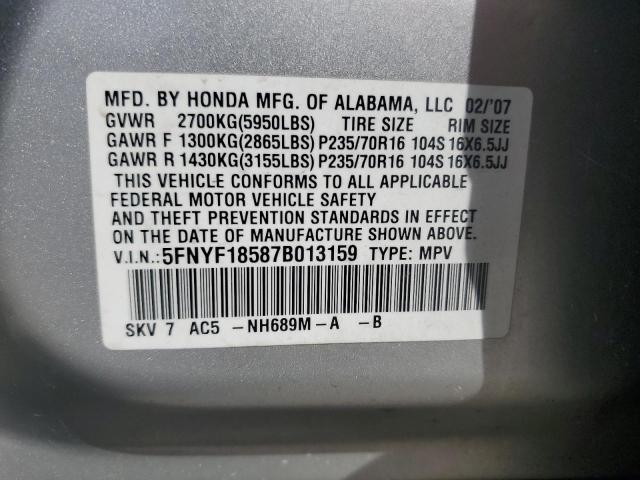 MFD. BY HONDA MFG. OF ALABAMA, LLC 02/'07
GVWR 2700KG(5950LBS) TIRE SIZE RIM SIZE
GAWR F 1300KG(2865LBS) P235/70R16 104S 16X6.5JJ
GAWR R 1430KG(3155LBS) P235/70R16 104S 16X6.5JJ
THIS VEHICLE CONFORMS TO ALL APPLICABLE
FEDERAL MOTOR VEHICLE SAFETY
AND THEFT PREVENTION STANDARDS IN EFFECT
ON THE DATE OF MANUFACTURE SHOWN ABOVE.
V.I.N.: 5FNYF18587B013159 TYPE: MPV
SKV 7 AC5 -NH689M-A -B